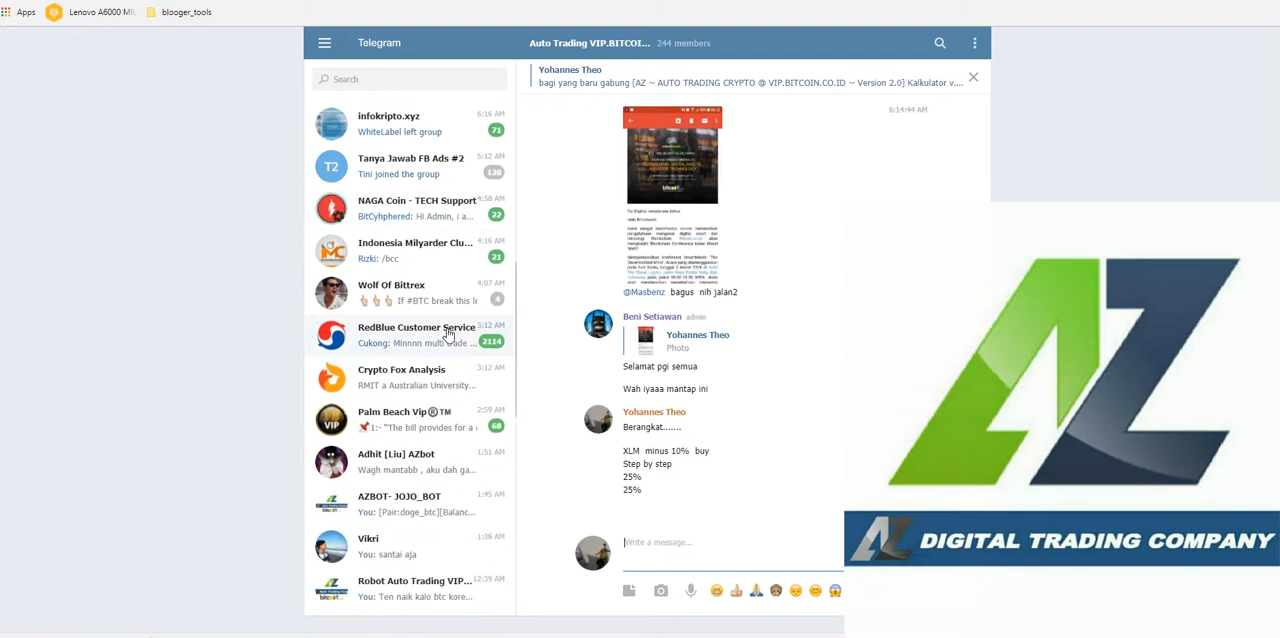 Apps Lenovo A6000 MIU blooger_tools
Telegram
Auto Trading VIP.BITCOI... 244 members
Search
Yohannes Theo
bagi yang baru gabung [AZ ~ AUTO TRADING CRYPTO @ VIP.BITCOIN.CO.ID ~ Version 2.0] Kalkulator v....
infokripto.xyz 6:16 AM
WhiteLabel left group 71
T2
Tanya Jawab FB Ads #2 5:12 AM
Tini joined the group 120
NAGA Coin - TECH Support 4:58 AM
BitCyhphered: Hi Admin, i a... 22
Indonesia Milyarder Clu... 4:16 AM
Rizki: /bcc 21
Wolf Of Bittrex 4:07 AM
If #BTC break this le 4
RedBlue Customer Service 3:12 AM
Cukong: Minnnn multi trade ... 2114
Crypto Fox Analysis 3:12 AM
RMIT a Australian University...
VIP
Palm Beach Vip®™ 2:59 AM
1:- "The bill provides for a c 68
Adhit [Liu] AZbot 1:51 AM
Wagh mantabb , aku dah ga...
AZBOT- JOJO_BOT 1:45 AM
You: [Pair:doge_btc][Balanc...
Vikri 1:36 AM
You: santai aja
Robot Auto Trading VIP... 12:39 AM
You: Ten naik kalo btc kore...
6:14:44 AM
@Masbenz bagus nih jalan2
Beni Setiawan admin
Yohannes Theo
Photo
Selamat pgi semua
Wah iyaaa mantap ini
Yohannes Theo
Berangkat.......
XLM minus 10% buy
Step by step
25%
25%
Write a message...
AZ
AZ DIGITAL TRADING COMPANY